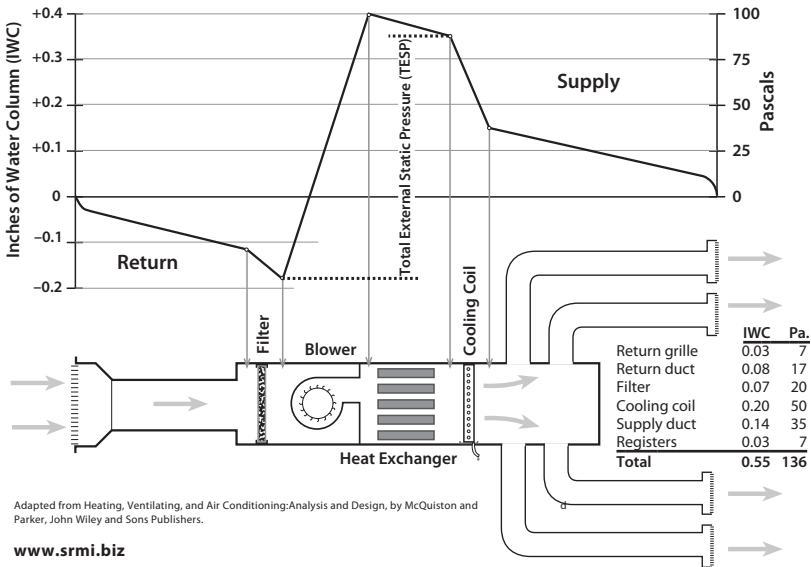 Inches of Water Column (IWC)
+0.4
+0.3
+0.2
+0.1
0
–0.1
–0.2
100
75
50
25
0
Pascals
Return
Supply
Total External Static Pressure (TESP)
Filter
Blower
Cooling Coil
Heat Exchanger
IWC Pa.
Return grille 0.03 7
Return duct 0.08 17
Filter 0.07 20
Cooling coil 0.20 50
Supply duct 0.14 35
Registers 0.03 7
Total 0.55 136
d
Adapted from Heating, Ventilating, and Air Conditioning:Analysis and Design, by McQuiston and
Parker, John Wiley and Sons Publishers.
www.srmi.biz